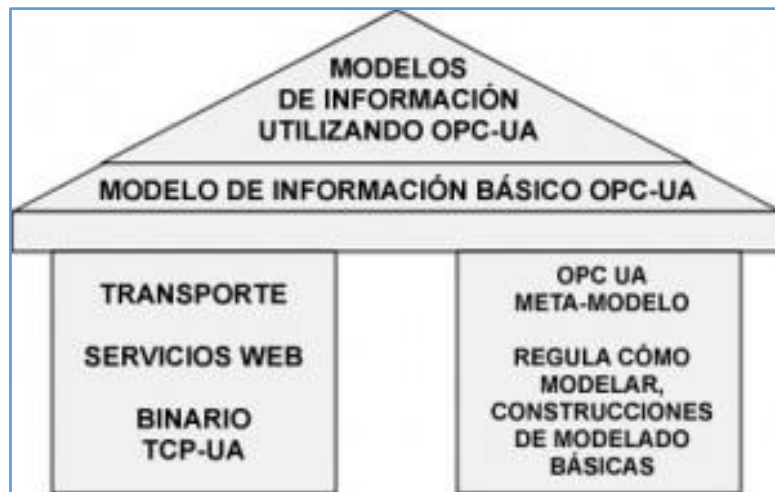 MODELOS
DE INFORMACIÓN
UTILIZANDO OPC-UA
MODELO DE INFORMACIÓN BÁSICO OPC-UA
TRANSPORTE
SERVICIOS WEB
BINARIO
TCP-UA
OPC UA
META-MODELO
REGULA CÓMO
MODELAR,
CONSTRUCCIONES
DE MODELADO
BÁSICAS